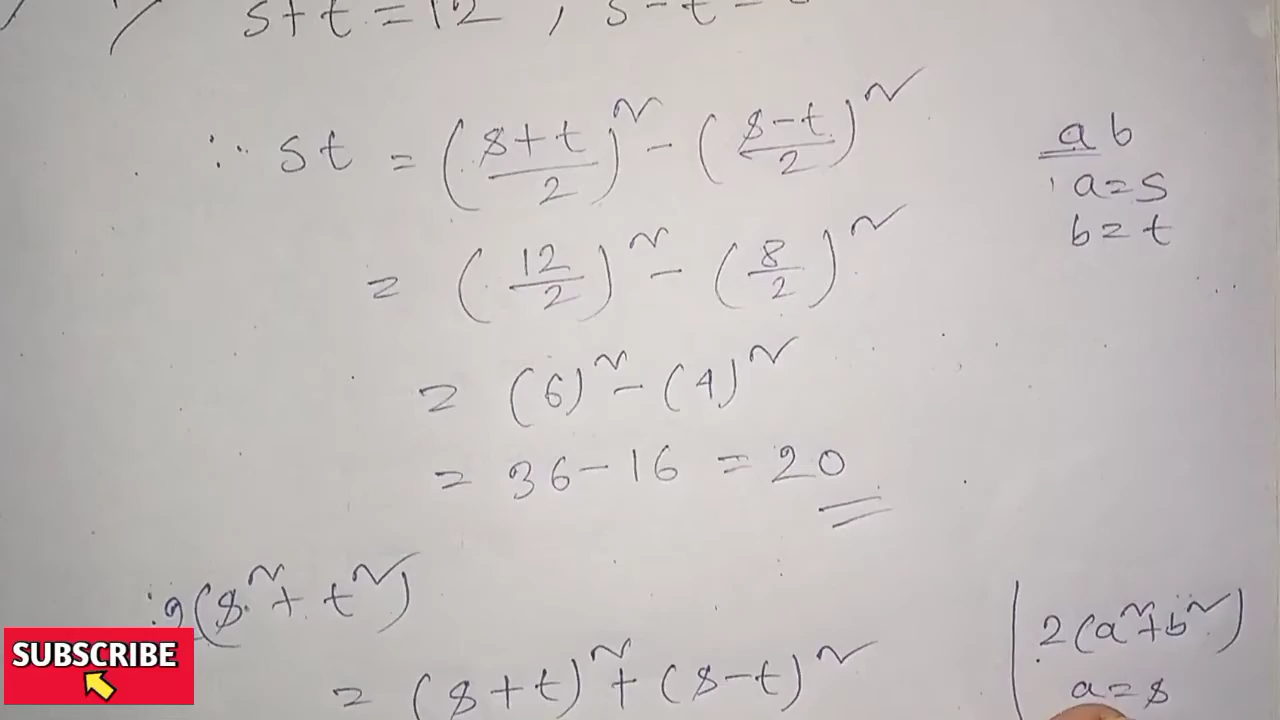 s+t=12, s-t=
∴ st = (s+t/2)² - (s-t/2)²
ab
a=s
b=t
= (12/2)² - (8/2)²
= (6)² - (4)²
= 36-16 = 20
2(s²+t²)
= (s+t)² + (s-t)²
2(a²+b²)
a=s
SUBSCRIBE